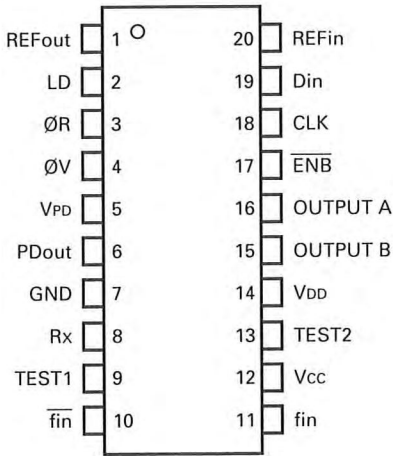 REFout 1 20 REFin
LD 2 19 Din
ØR 3 18 CLK
ØV 4 17 E̅N̅B̅
VPD 5 16 OUTPUT A
PDout 6 15 OUTPUT B
GND 7 14 VDD
Rx 8 13 TEST2
TEST1 9 12 VCC
f̅i̅n̅ 10 11 fin